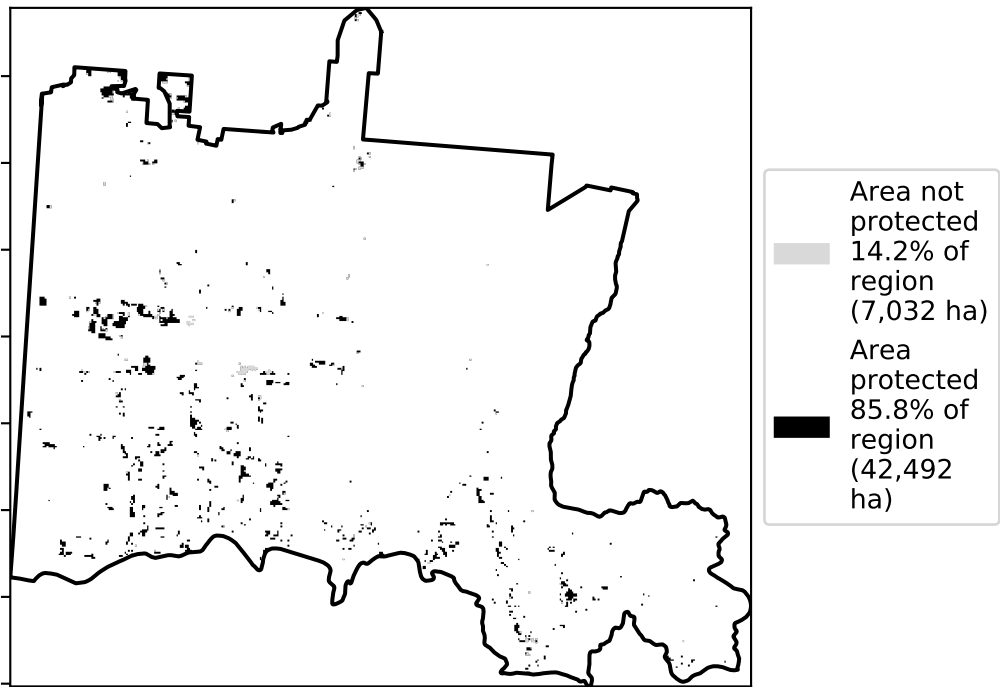 Area not
protected
14.2% of
region
(7,032 ha)
Area
protected
85.8% of
region
(42,492
ha)